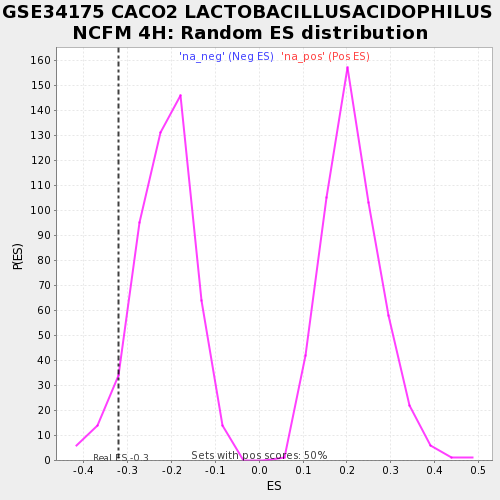 GSE34175 CACO2 LACTOBACILLUSACIDOPHILUS
NCFM 4H: Random ES distribution
'na_neg' (Neg ES) 'na_pos' (Pos ES)
160
150
140
130
120
110
100
90
80
70
60
50
40
30
20
10
0
P(ES)
Real ES -0.3
Sets with pos scores: 50%
-0.4 -0.3 -0.2 -0.1 0.0 0.1 0.2 0.3 0.4 0.5
ES